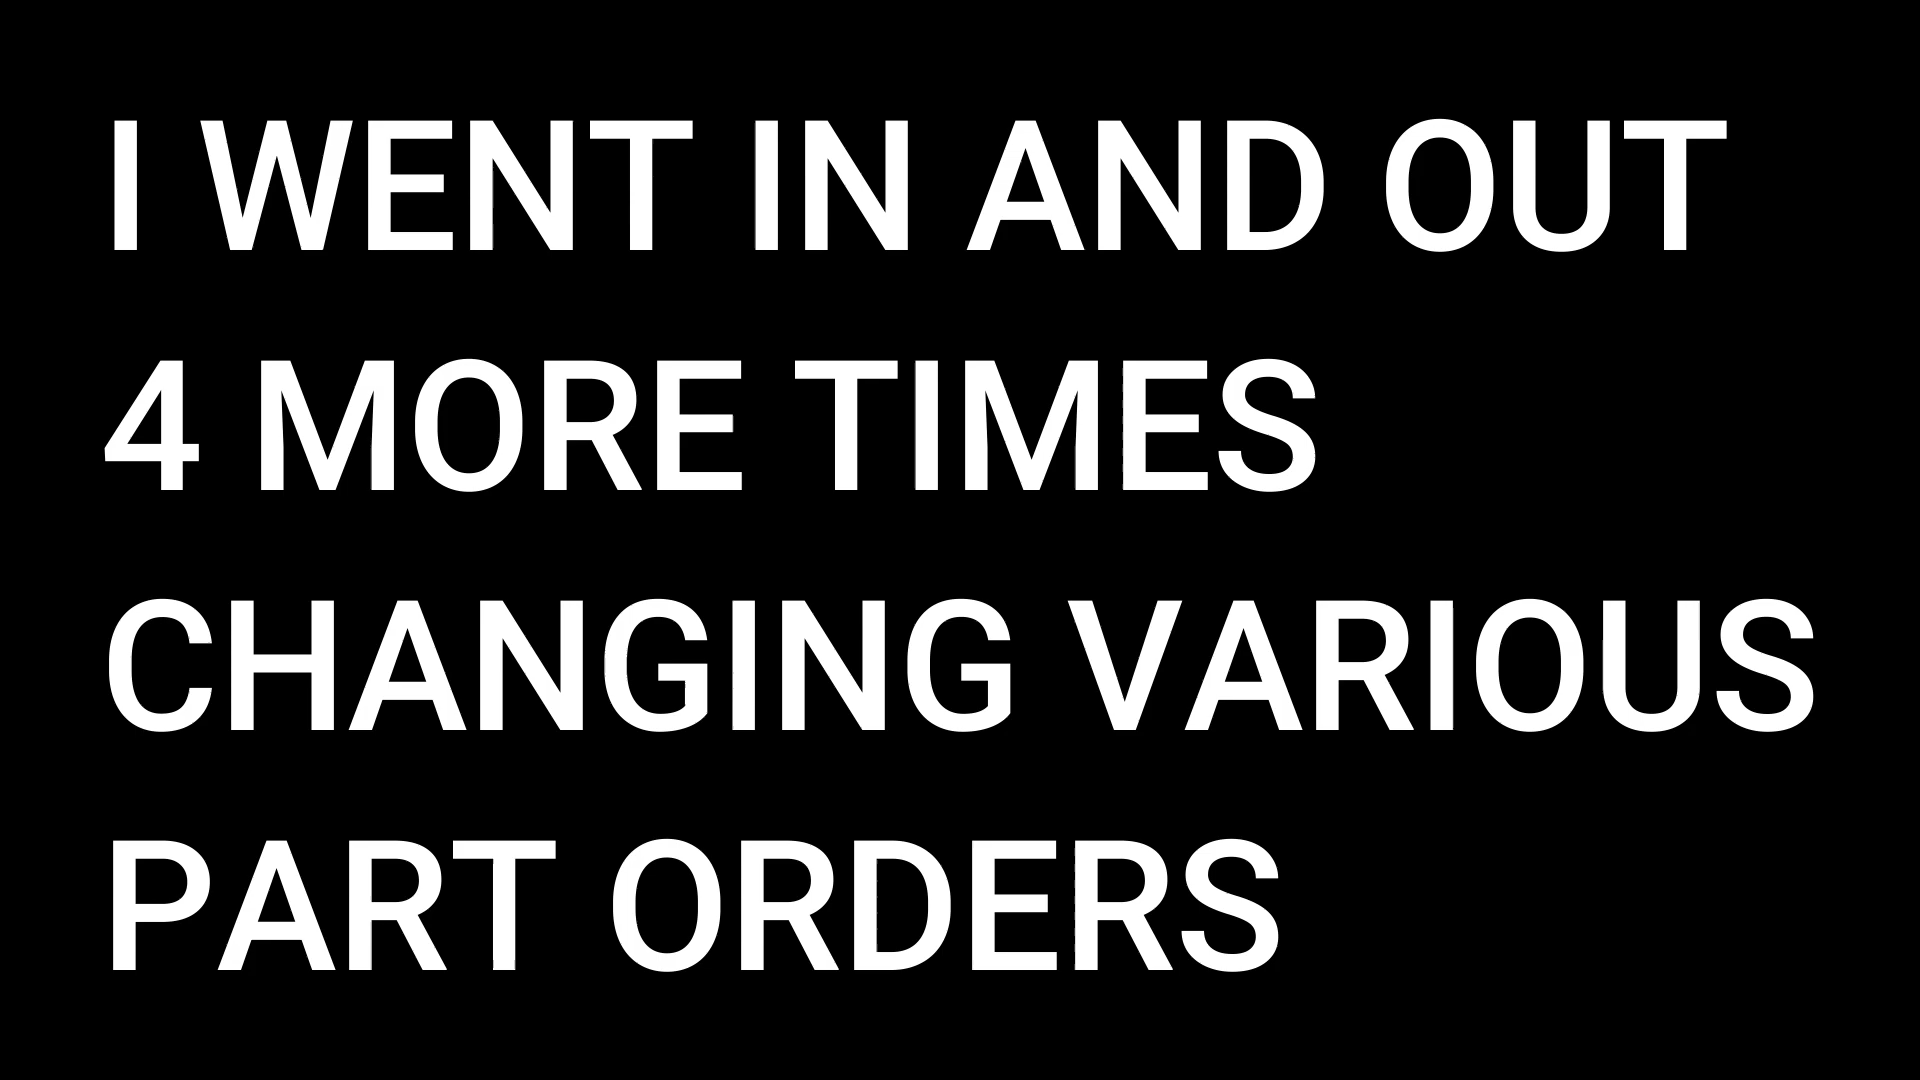 I WENT IN AND OUT
4 MORE TIMES
CHANGING VARIOUS
PART ORDERS